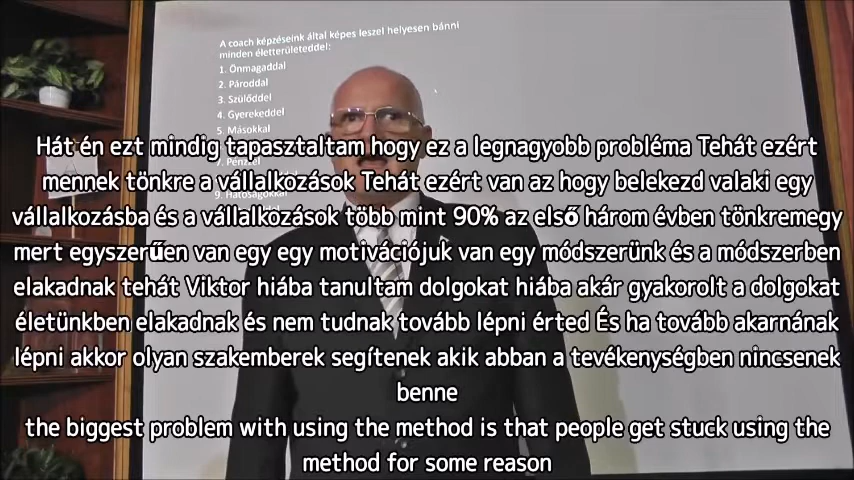 A coach képzéseink által képes leszel helyesen bánni
minden életterületeddel:
1. Önmagaddal
2. Pároddal
3. Szülőddel
4. Gyerekeddel
5. Másokkal
Hát én ezt mindig tapasztaltam hogy ez a legnagyobb probléma Tehát ezért
7. Pénzzel
mennek tönkre a vállalkozások Tehát ezért van az hogy belekezd valaki egy
9. Hatóságokkal
vállalkozásba és a vállalkozások több mint 90% az első három évben tönkremegy
mert egyszerűen van egy egy motivációjuk van egy módszerünk és a módszerben
elakadnak tehát Viktor hiába tanultam dolgokat hiába akár gyakorolt a dolgokat
életünkben elakadnak és nem tudnak tovább lépni érted És ha tovább akarnának
lépni akkor olyan szakemberek segítenek akik abban a tevékenységben nincsenek
benne
the biggest problem with using the method is that people get stuck using the
method for some reason